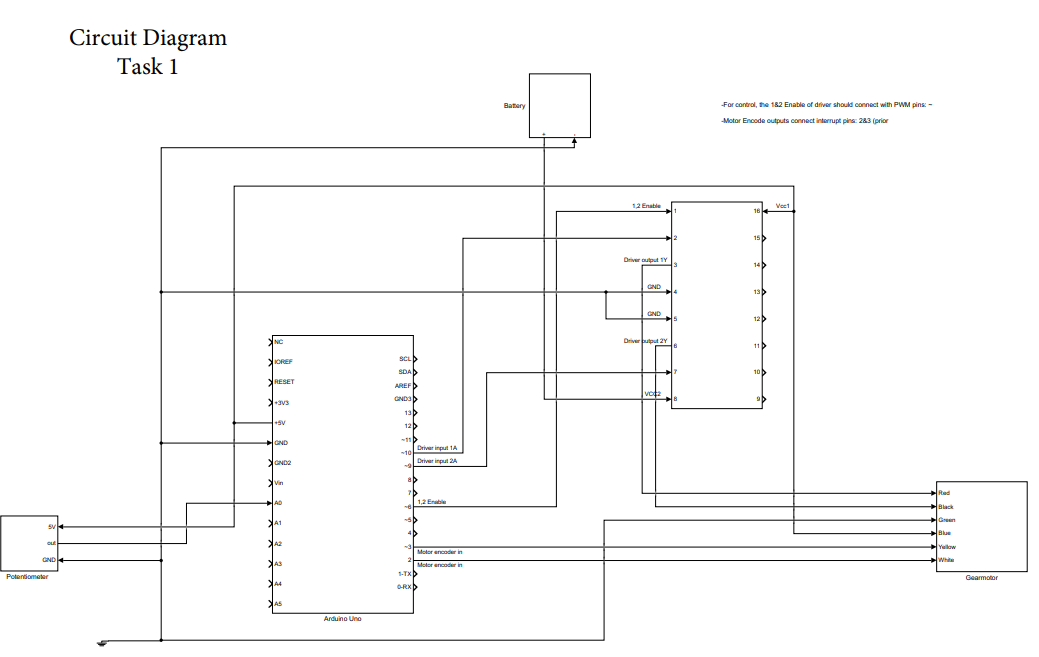 Circuit Diagram
Task 1
Battery
+
-
-For control, the 1&2 Enable of driver should connect with PWM pins: ~
-Motor Encode outputs connect interrupt pins: 2&3 (prior
1,2 Enable
1
16
Vcc1
2
15
Driver output 1Y
3
14
GND
4
13
GND
5
12
Driver output 2Y
6
11
7
10
VCC2
8
9
NC
IOREF
RESET
+3V3
+5V
GND
GND2
Vin
A0
A1
A2
A3
A4
A5
SCL
SDA
AREF
GND3
13
12
~11
~10
~9
8
7
~6
~5
4
~3
2
1-TX
0-RX
Driver input 1A
Driver input 2A
1,2 Enable
Motor encoder in
Motor encoder in
Arduino Uno
5V
out
GND
Potentiometer
Red
Black
Green
Blue
Yellow
White
Gearmotor